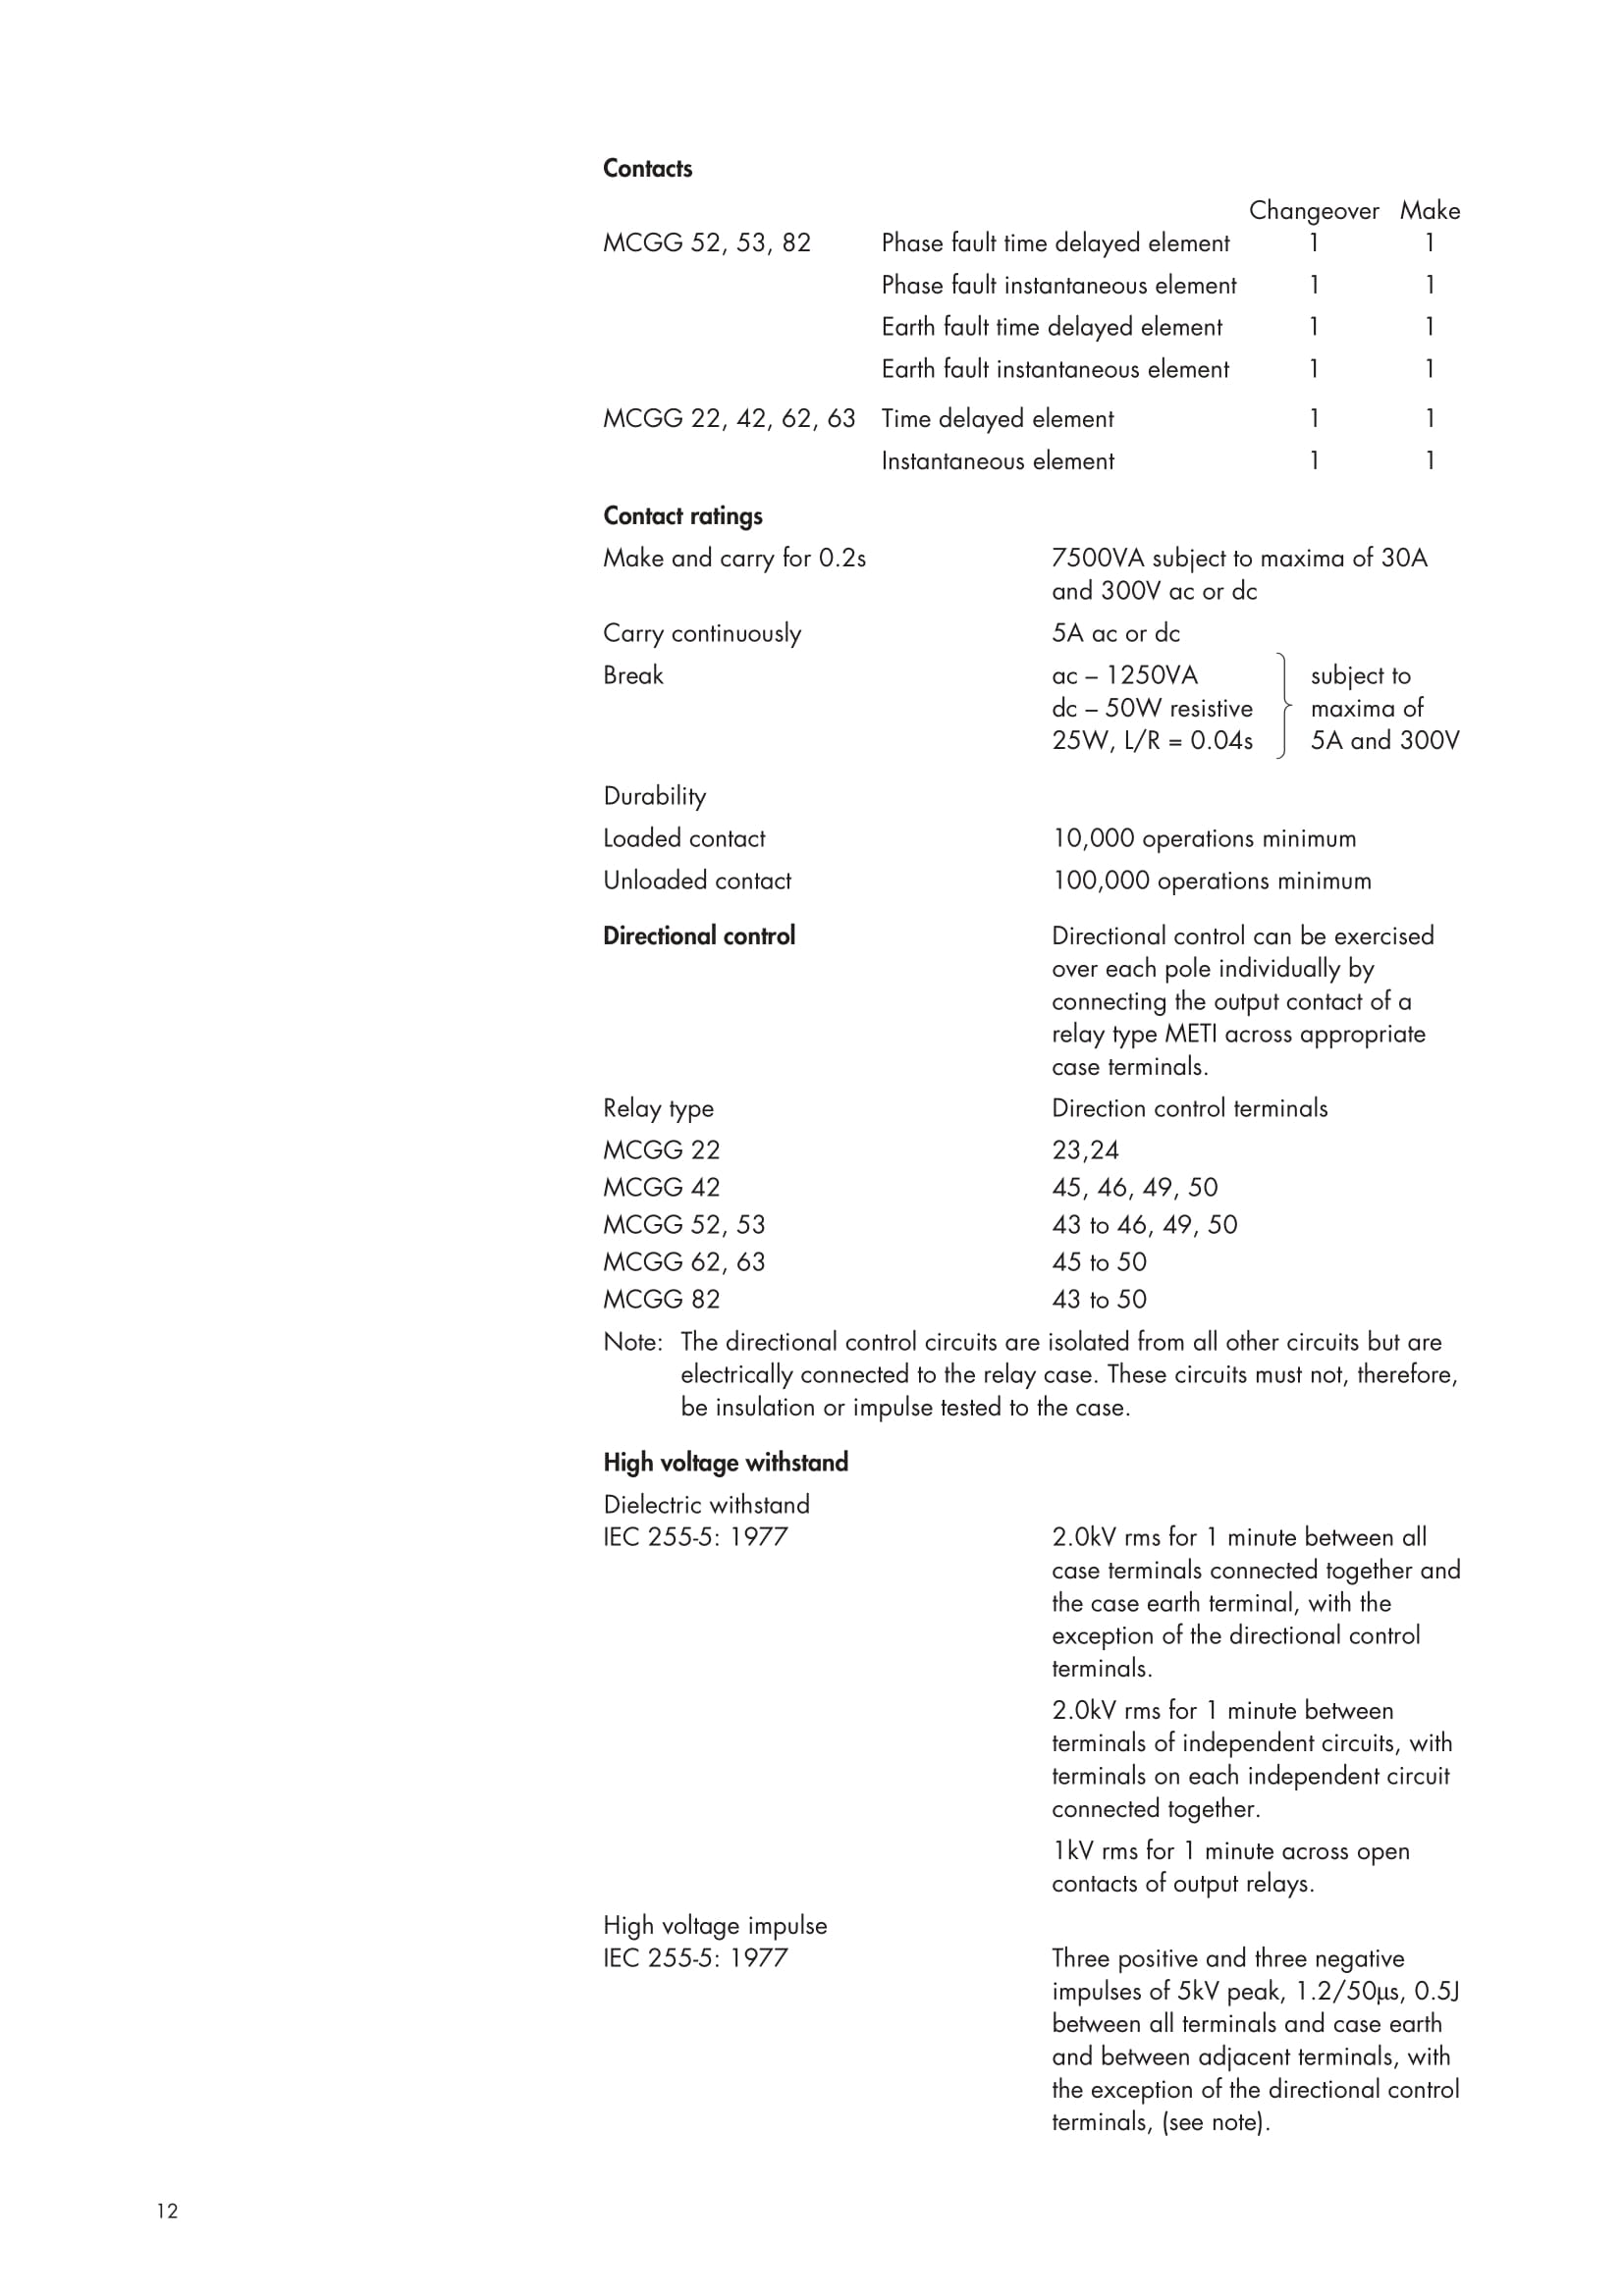 Contacts
Changeover Make
MCGG 52, 53, 82 Phase fault time delayed element 1 1
Phase fault instantaneous element 1 1
Earth fault time delayed element 1 1
Earth fault instantaneous element 1 1
MCGG 22, 42, 62, 63 Time delayed element 1 1
Instantaneous element 1 1
Contact ratings
Make and carry for 0.2s 7500VA subject to maxima of 30A
and 300V ac or dc
Carry continuously 5A ac or dc
Break ac – 1250VA subject to
dc – 50W resistive maxima of
25W, L/R = 0.04s 5A and 300V
Durability
Loaded contact 10,000 operations minimum
Unloaded contact 100,000 operations minimum
Directional control Directional control can be exercised
over each pole individually by
connecting the output contact of a
relay type METI across appropriate
case terminals.
Relay type Direction control terminals
MCGG 22 23,24
MCGG 42 45, 46, 49, 50
MCGG 52, 53 43 to 46, 49, 50
MCGG 62, 63 45 to 50
MCGG 82 43 to 50
Note: The directional control circuits are isolated from all other circuits but are
electrically connected to the relay case. These circuits must not, therefore,
be insulation or impulse tested to the case.
High voltage withstand
Dielectric withstand
IEC 255-5: 1977 2.0kV rms for 1 minute between all
case terminals connected together and
the case earth terminal, with the
exception of the directional control
terminals.
2.0kV rms for 1 minute between
terminals of independent circuits, with
terminals on each independent circuit
connected together.
1kV rms for 1 minute across open
contacts of output relays.
High voltage impulse
IEC 255-5: 1977 Three positive and three negative
impulses of 5kV peak, 1.2/50µs, 0.5J
between all terminals and case earth
and between adjacent terminals, with
the exception of the directional control
terminals, (see note).
12